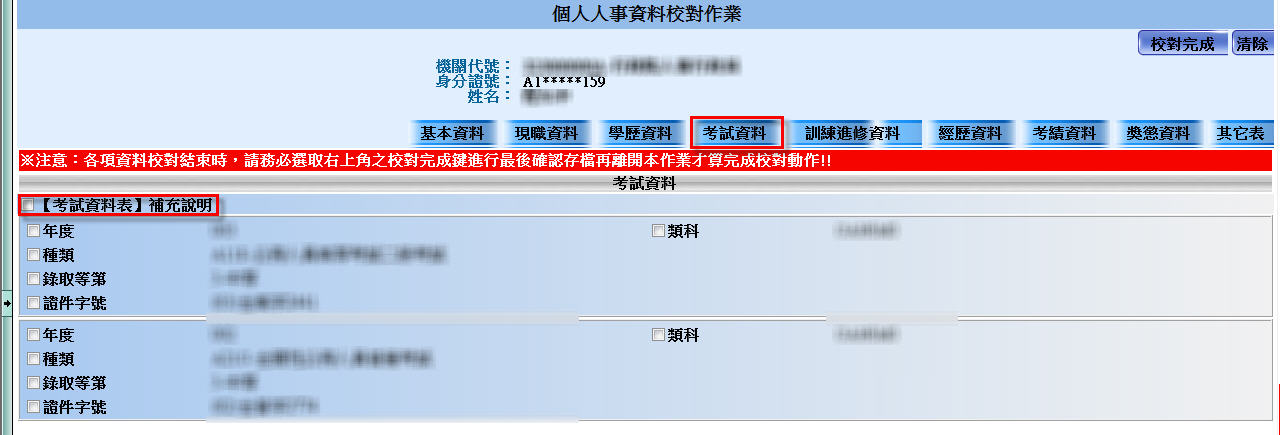 個人人事資料校對作業
校對完成 清除
機關代號：
身分證號： A1*****159
姓名：
基本資料 現職資料 學歷資料 考試資料 訓練進修資料 經歷資料 考績資料 獎懲資料 其它表
※注意：各項資料校對結束時，請務必選取右上角之校對完成鍵進行最後確認存檔再離開本作業才算完成校對動作!!
考試資料
【考試資料表】補充說明
年度 類科
種類
錄取等第
證件字號
年度 類科
種類
錄取等第
證件字號